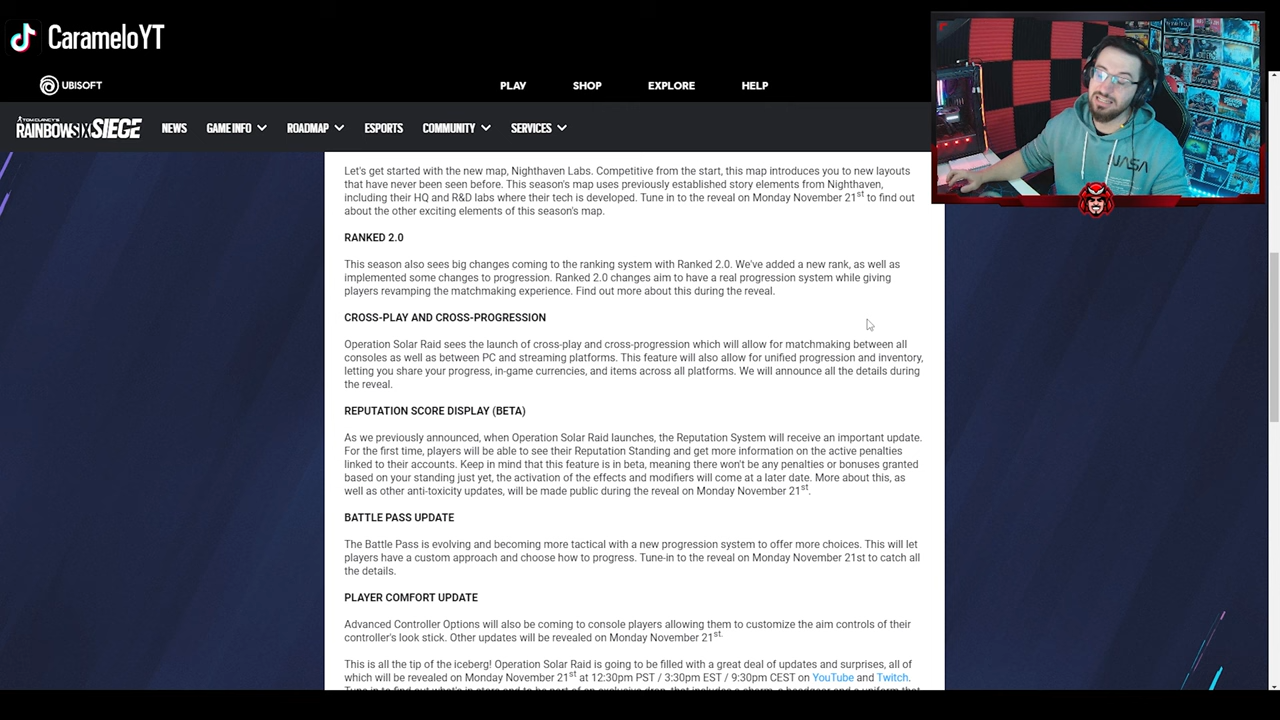 CarameloYT
UBISOFT
PLAY SHOP EXPLORE HELP
TOM CLANCY'S
RAINBOWSIX SIEGE
NEWS GAME INFO ROADMAP ESPORTS COMMUNITY SERVICES
NASA
Let's get started with the new map, Nighthaven Labs. Competitive from the start, this map introduces you to new layouts
that have never been seen before. This season's map uses previously established story elements from Nighthaven,
including their HQ and R&D labs where their tech is developed. Tune in to the reveal on Monday November 21st to find out
about the other exciting elements of this season's map.
RANKED 2.0
This season also sees big changes coming to the ranking system with Ranked 2.0. We've added a new rank, as well as
implemented some changes to progression. Ranked 2.0 changes aim to have a real progression system while giving
players revamping the matchmaking experience. Find out more about this during the reveal.
CROSS-PLAY AND CROSS-PROGRESSION
Operation Solar Raid sees the launch of cross-play and cross-progression which will allow for matchmaking between all
consoles as well as between PC and streaming platforms. This feature will also allow for unified progression and inventory,
letting you share your progress, in-game currencies, and items across all platforms. We will announce all the details during
the reveal.
REPUTATION SCORE DISPLAY (BETA)
As we previously announced, when Operation Solar Raid launches, the Reputation System will receive an important update.
For the first time, players will be able to see their Reputation Standing and get more information on the active penalties
linked to their accounts. Keep in mind that this feature is in beta, meaning there won't be any penalties or bonuses granted
based on your standing just yet, the activation of the effects and modifiers will come at a later date. More about this, as
well as other anti-toxicity updates, will be made public during the reveal on Monday November 21st.
BATTLE PASS UPDATE
The Battle Pass is evolving and becoming more tactical with a new progression system to offer more choices. This will let
players have a custom approach and choose how to progress. Tune-in to the reveal on Monday November 21st to catch all
the details.
PLAYER COMFORT UPDATE
Advanced Controller Options will also be coming to console players allowing them to customize the aim controls of their
controller's look stick. Other updates will be revealed on Monday November 21st.
This is all the tip of the iceberg! Operation Solar Raid is going to be filled with a great deal of updates and surprises, all of
which will be revealed on Monday November 21st at 12:30pm PST / 3:30pm EST / 9:30pm CEST on YouTube and Twitch.